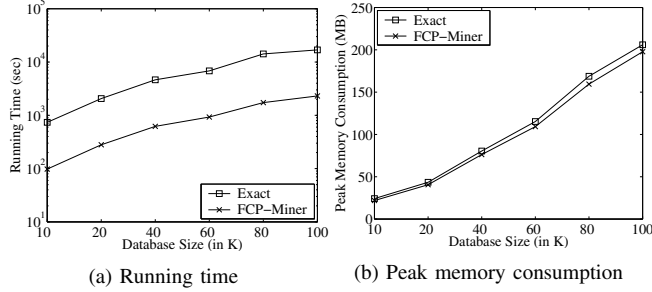 10^5
10^4
10^3
10^2
10^1
Running Time (sec)
Exact
FCP−Miner
10 20 40 60 80 100
Database Size (in K)
(a) Running time
Exact
FCP−Miner
250
200
150
100
50
0
Peak Memory Consumption (MB)
10 20 40 60 80 100
Database Size (in K)
(b) Peak memory consumption